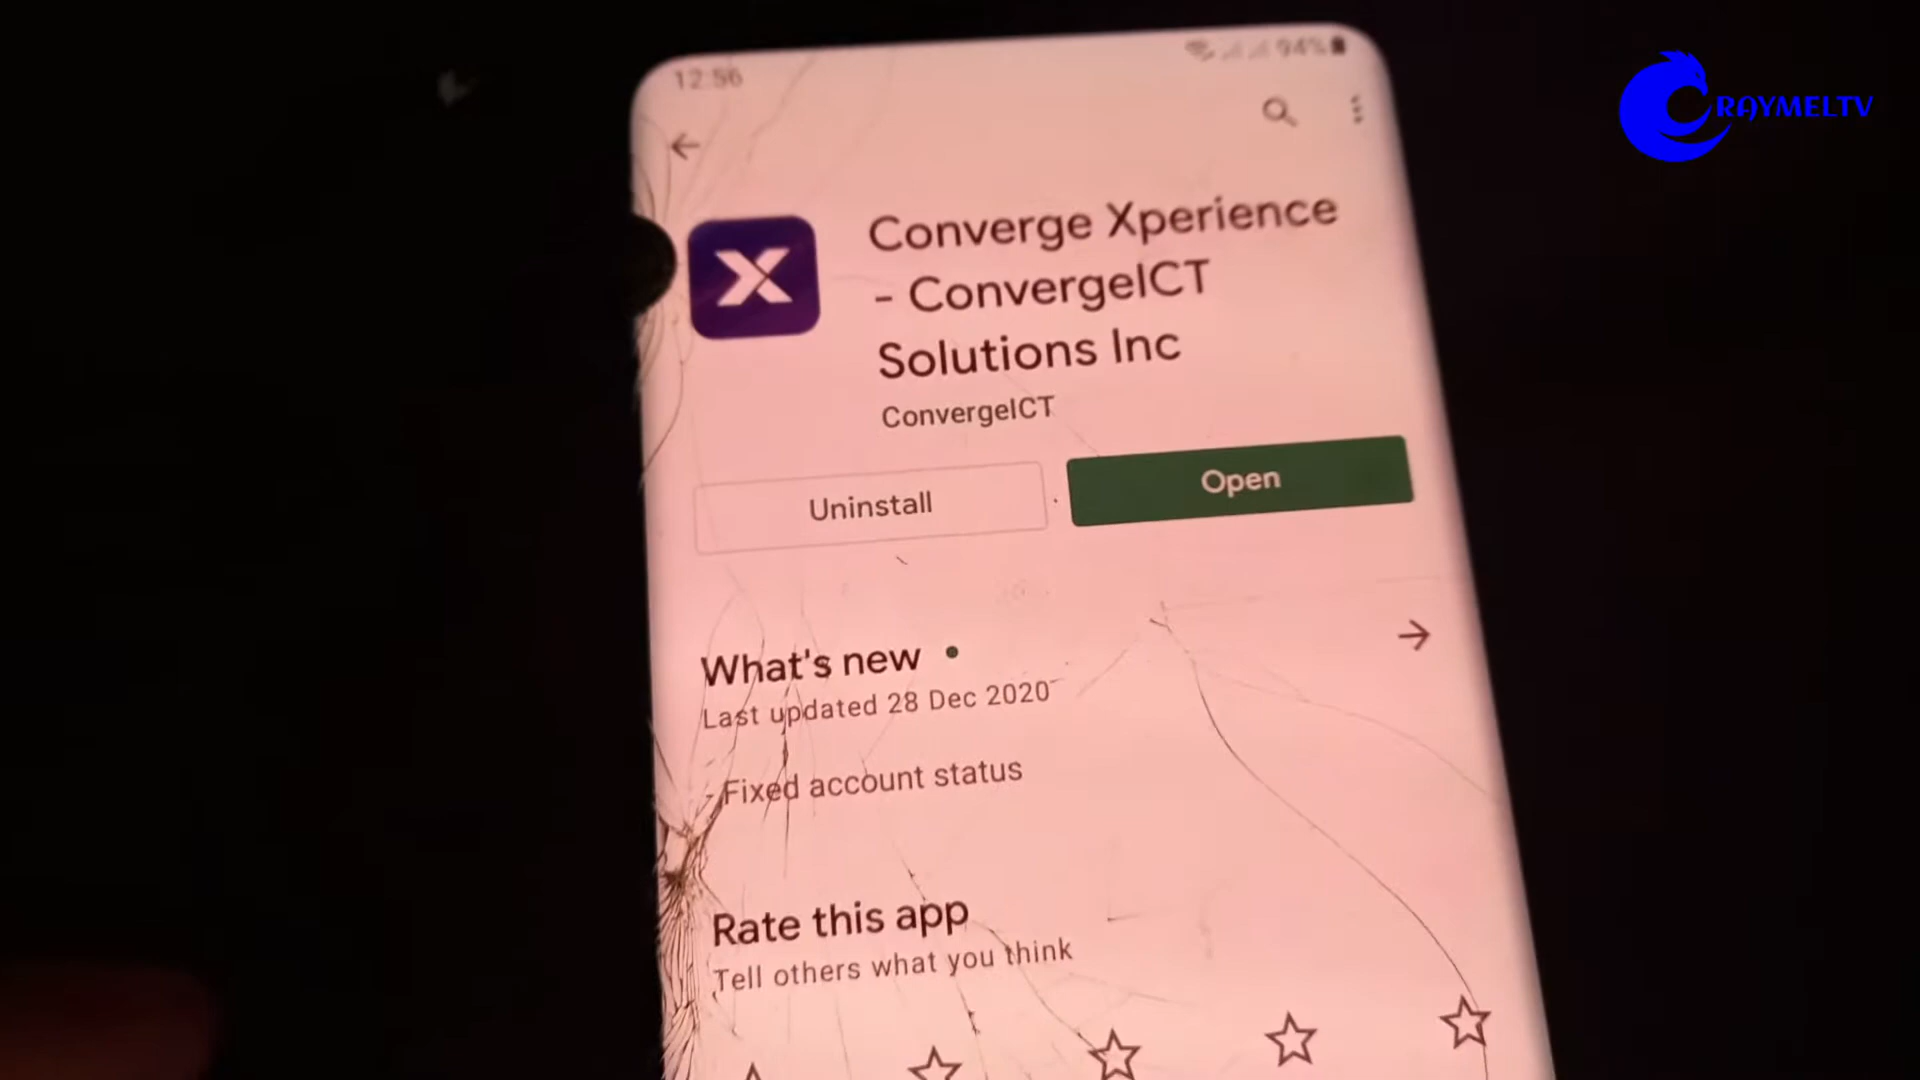 12:56
94%
RAYMELTV
Converge Xperience
- ConvergeICT
Solutions Inc
ConvergeICT
Uninstall
Open
What's new
Last updated 28 Dec 2020
- Fixed account status
Rate this app
Tell others what you think